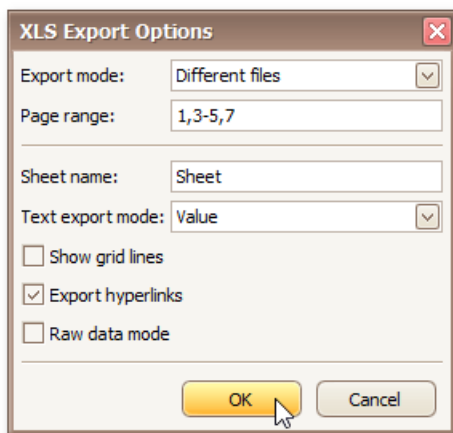 XLS Export Options
Export mode: Different files
Page range: 1,3-5,7
Sheet name: Sheet
Text export mode: Value
Show grid lines
Export hyperlinks
Raw data mode
OK Cancel